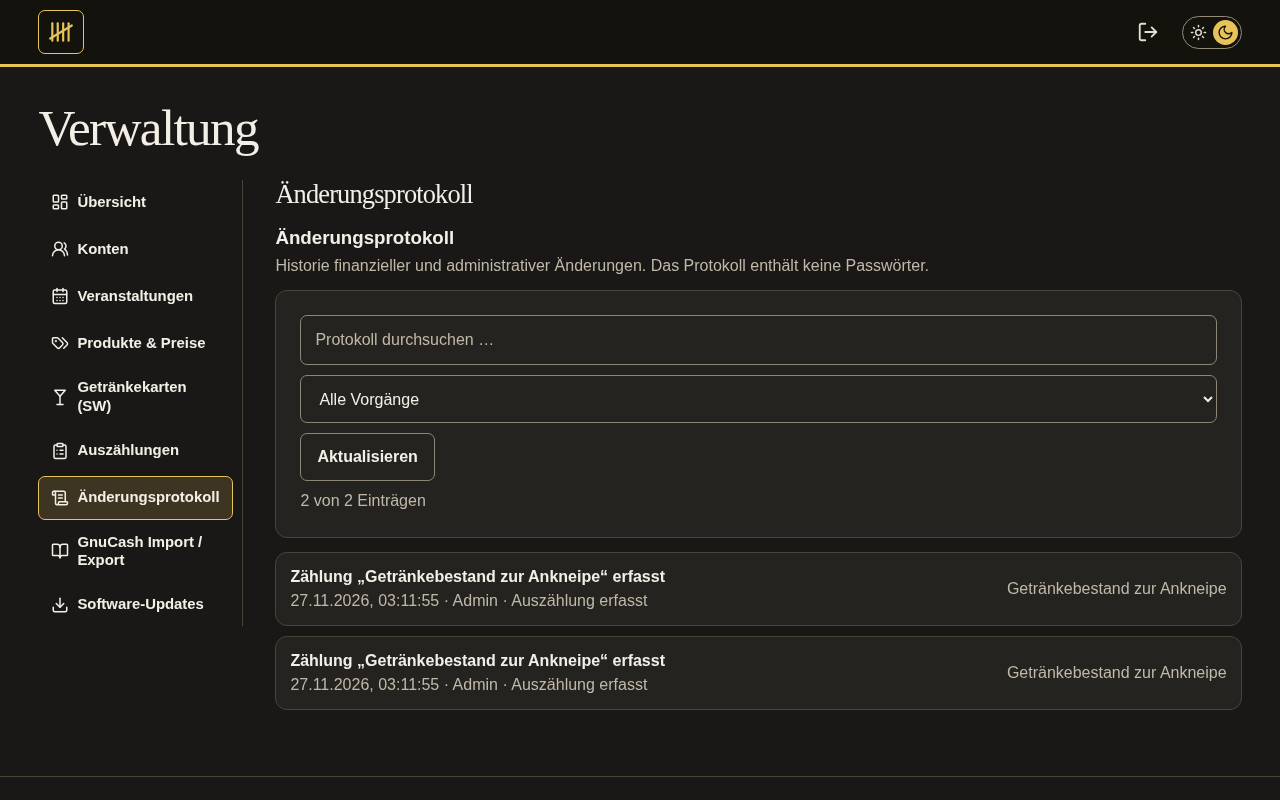 Verwaltung
Übersicht
Konten
Veranstaltungen
Produkte & Preise
Getränkekarten
(SW)
Auszählungen
Änderungsprotokoll
GnuCash Import /
Export
Software-Updates
Änderungsprotokoll
Änderungsprotokoll
Historie finanzieller und administrativer Änderungen. Das Protokoll enthält keine Passwörter.
Protokoll durchsuchen …
Alle Vorgänge
Aktualisieren
2 von 2 Einträgen
Zählung „Getränkebestand zur Ankneipe“ erfasst
27.11.2026, 03:11:55 · Admin · Auszählung erfasst
Getränkebestand zur Ankneipe
Zählung „Getränkebestand zur Ankneipe“ erfasst
27.11.2026, 03:11:55 · Admin · Auszählung erfasst
Getränkebestand zur Ankneipe